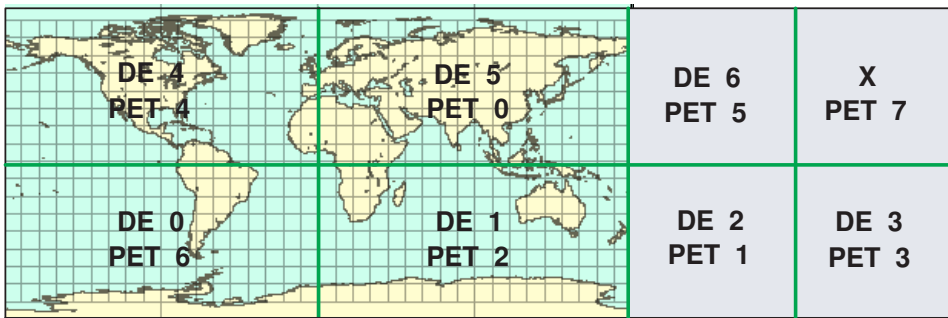 DE 4
PET 4
DE 5
PET 0
DE 6
PET 5
X
PET 7
DE 0
PET 6
DE 1
PET 2
DE 2
PET 1
DE 3
PET 3